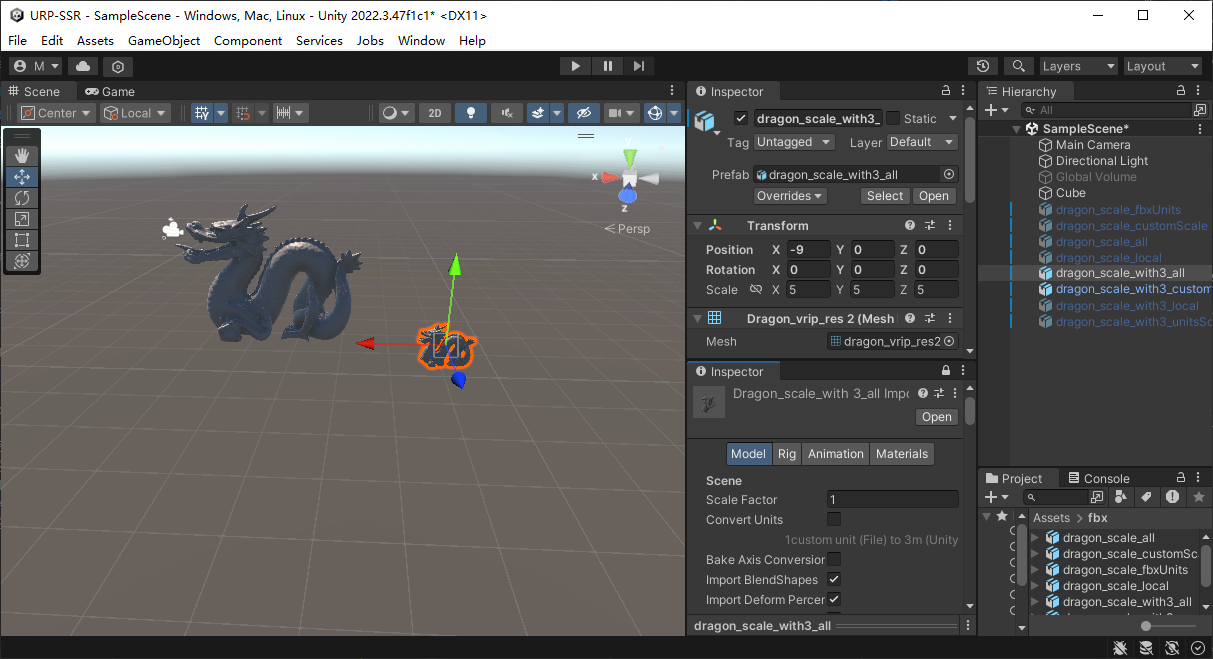 URP-SSR - SampleScene - Windows, Mac, Linux - Unity 2022.3.47f1c1* <DX11>
File Edit Assets GameObject Component Services Jobs Window Help
M Layers Layout
Scene Game
Center Local 2D
X Z
Persp
Inspector
dragon_scale_with3_ Static
Tag Untagged Layer Default
Prefab dragon_scale_with3_all
Overrides Select Open
Transform
Position X -9 Y 0 Z 0
Rotation X 0 Y 0 Z 0
Scale X 5 Y 5 Z 5
Dragon_vrip_res 2 (Mesh
Mesh dragon_vrip_res2
Inspector
Dragon_scale_with 3_all Impo
Open
Model Rig Animation Materials
Scene
Scale Factor 1
Convert Units
1custom unit (File) to 3m (Unity
Bake Axis Conversior
Import BlendShapes
Import Deform Percer
dragon_scale_with3_all
Hierarchy
All
SampleScene*
Main Camera
Directional Light
Global Volume
Cube
dragon_scale_fbxUnits
dragon_scale_customScale
dragon_scale_all
dragon_scale_local
dragon_scale_with3_all
dragon_scale_with3_custom
dragon_scale_with3_local
dragon_scale_with3_unitsSc
Project Console
Assets > fbx
dragon_scale_all
dragon_scale_customSc
dragon_scale_fbxUnits
dragon_scale_local
dragon_scale_with3_all